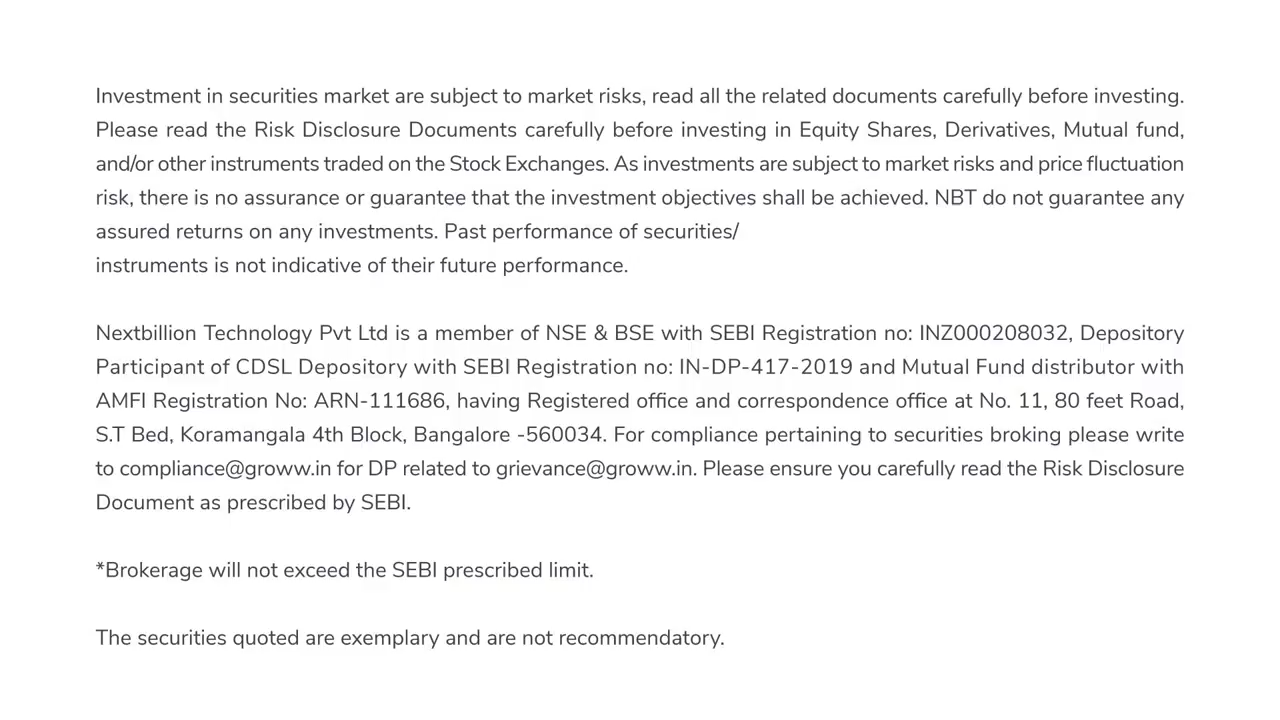 Investment in securities market are subject to market risks, read all the related documents carefully before investing.
Please read the Risk Disclosure Documents carefully before investing in Equity Shares, Derivatives, Mutual fund,
and/or other instruments traded on the Stock Exchanges. As investments are subject to market risks and price fluctuation
risk, there is no assurance or guarantee that the investment objectives shall be achieved. NBT do not guarantee any
assured returns on any investments. Past performance of securities/
instruments is not indicative of their future performance.
Nextbillion Technology Pvt Ltd is a member of NSE & BSE with SEBI Registration no: INZ000208032, Depository
Participant of CDSL Depository with SEBI Registration no: IN-DP-417-2019 and Mutual Fund distributor with
AMFI Registration No: ARN-111686, having Registered office and correspondence office at No. 11, 80 feet Road,
S.T Bed, Koramangala 4th Block, Bangalore -560034. For compliance pertaining to securities broking please write
to compliance@groww.in for DP related to grievance@groww.in. Please ensure you carefully read the Risk Disclosure
Document as prescribed by SEBI.
*Brokerage will not exceed the SEBI prescribed limit.
The securities quoted are exemplary and are not recommendatory.